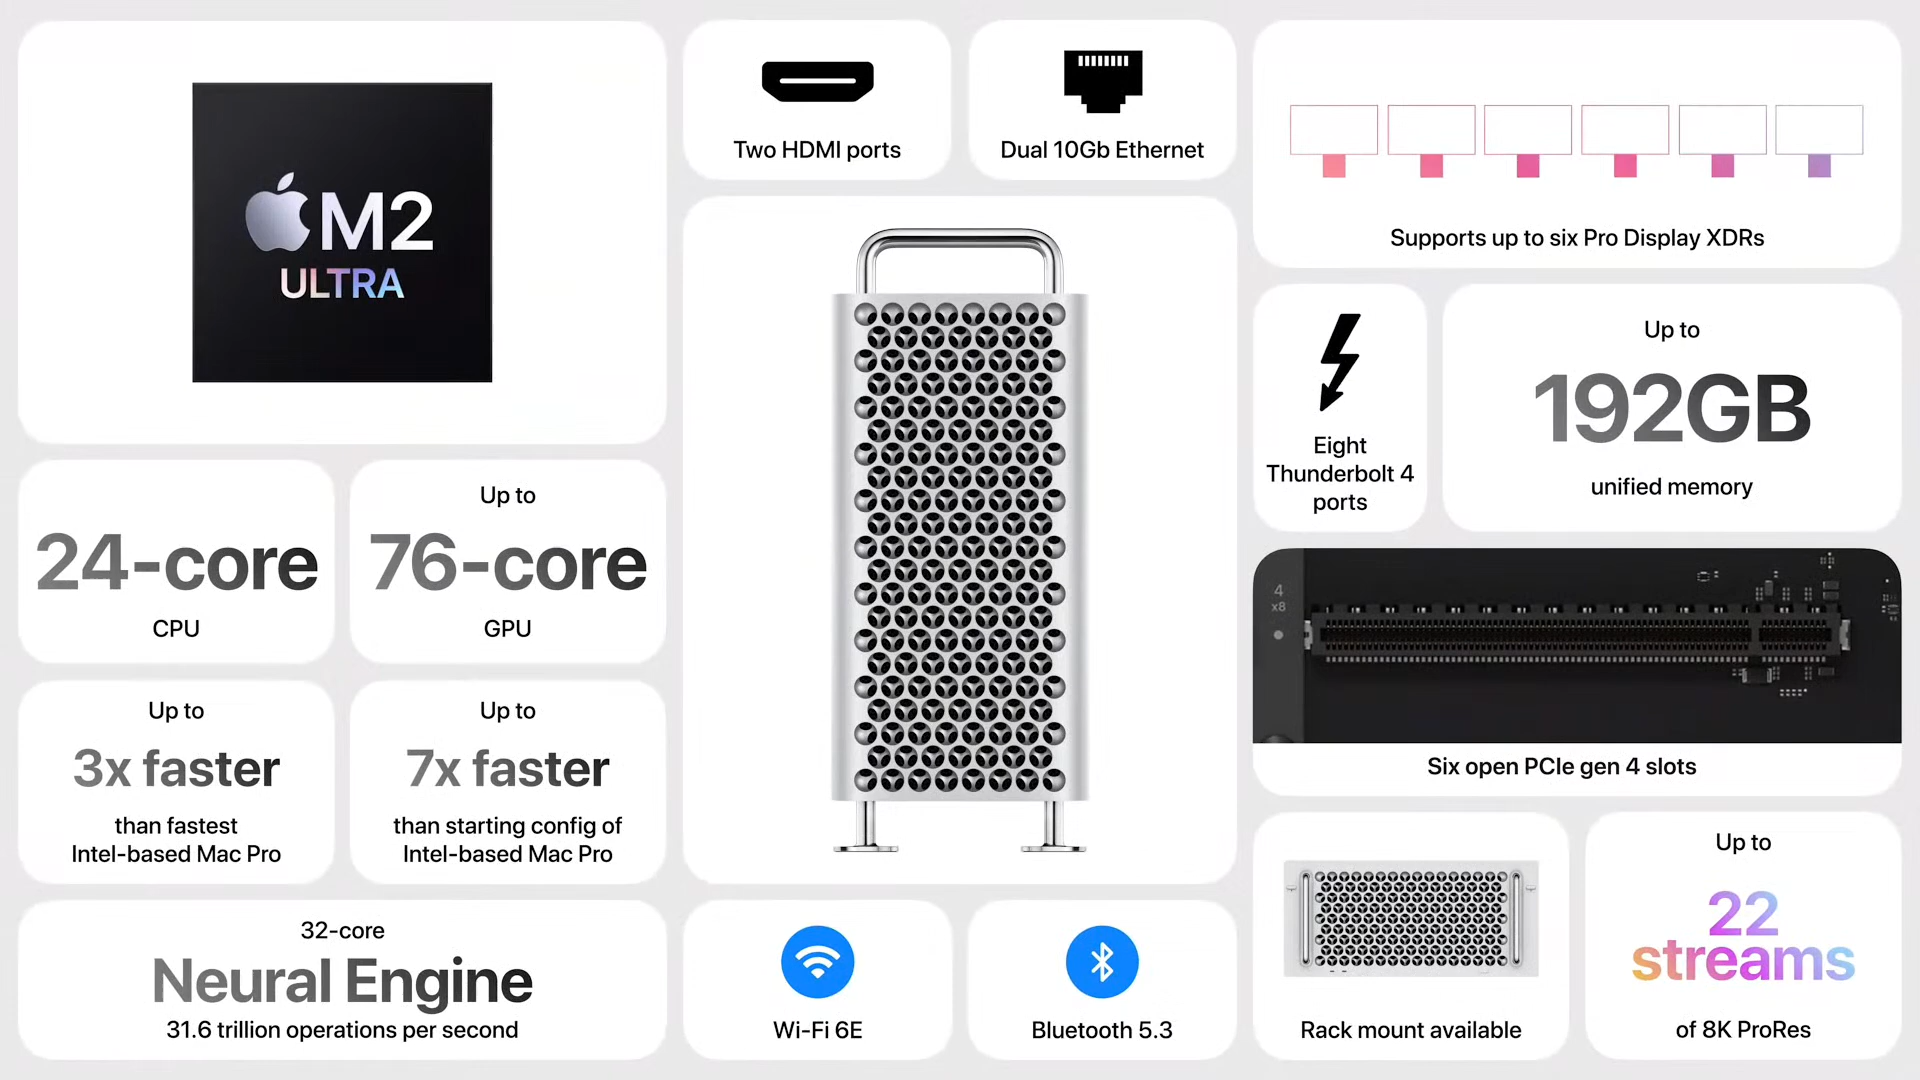 M2
ULTRA
Two HDMI ports
Dual 10Gb Ethernet
Supports up to six Pro Display XDRs
Eight
Thunderbolt 4
ports
Up to
192GB
unified memory
24-core
CPU
Up to
76-core
GPU
4
x8
Six open PCIe gen 4 slots
Up to
3x faster
than fastest
Intel-based Mac Pro
Up to
7x faster
than starting config of
Intel-based Mac Pro
32-core
Neural Engine
31.6 trillion operations per second
Wi-Fi 6E
Bluetooth 5.3
Rack mount available
Up to
22
streams
of 8K ProRes